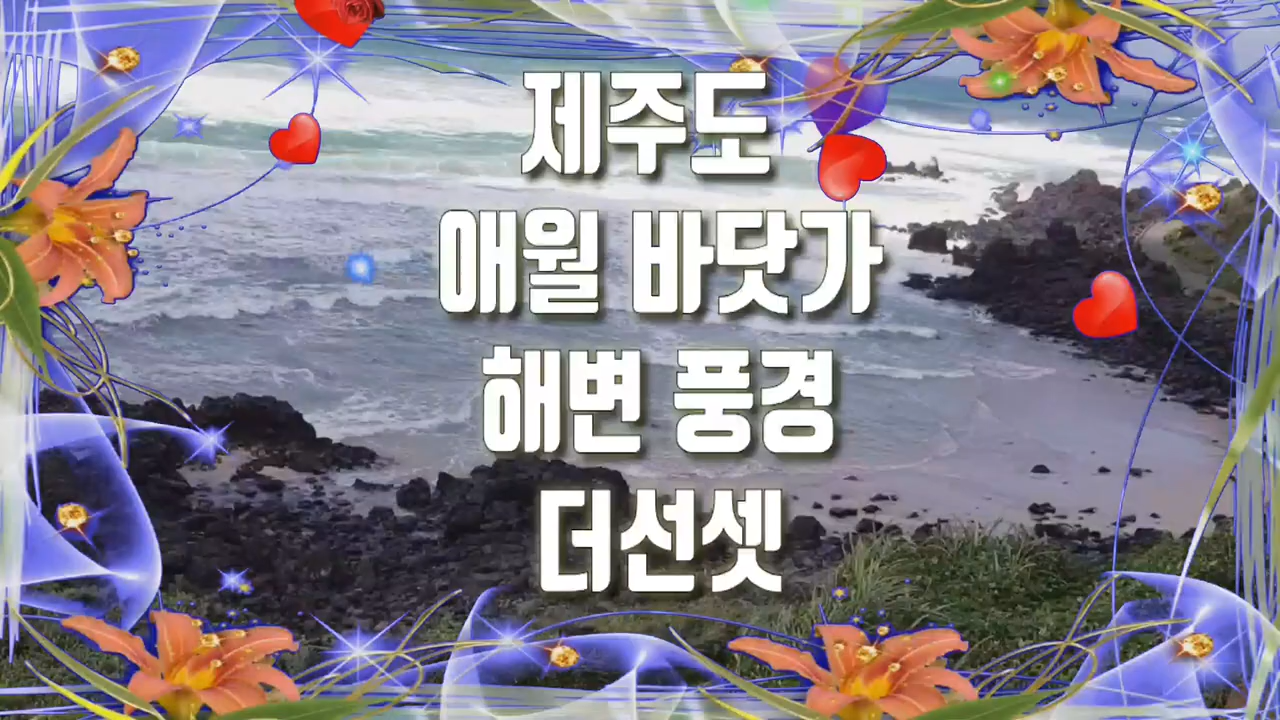 제주도
애월 바닷가
해변 풍경
더선셋